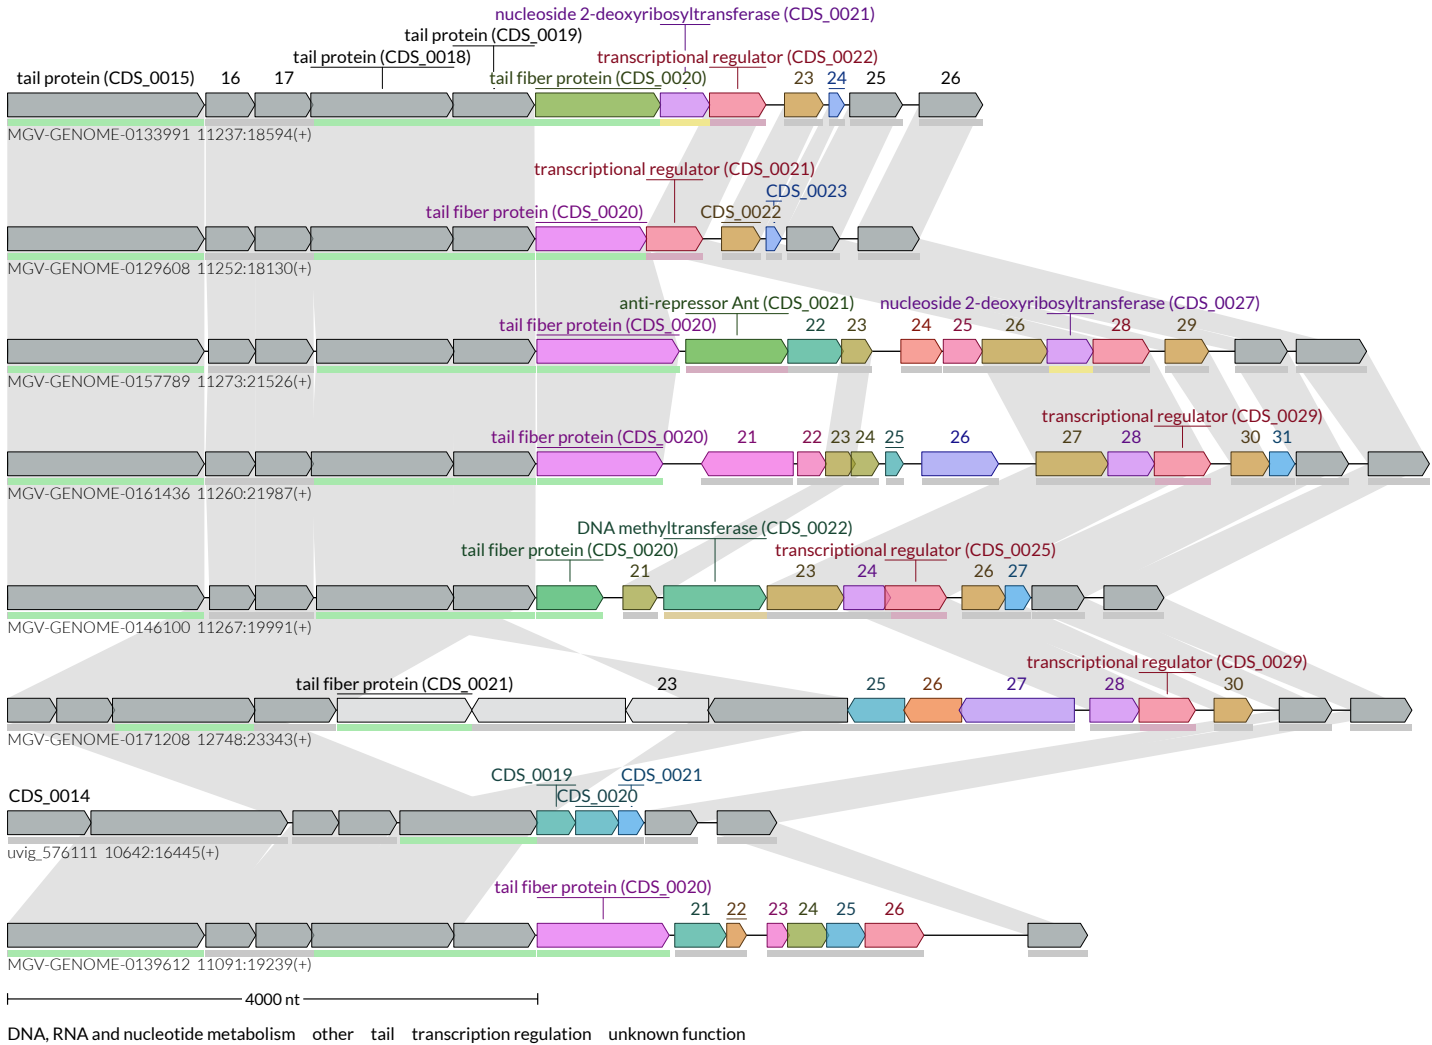 nucleoside 2-deoxyribosyltransferase (CDS_0021)
tail protein (CDS_0019)
tail protein (CDS_0018) transcriptional regulator (CDS_0022)
tail protein (CDS_0015) 16 17 tail fiber protein (CDS_0020) 23 24 25 26
MGV-GENOME-0133991 11237:18594(+)
transcriptional regulator (CDS_0021)
CDS_0023
tail fiber protein (CDS_0020) CDS_0022
MGV-GENOME-0129608 11252:18130(+)
anti-repressor Ant (CDS_0021) nucleoside 2-deoxyribosyltransferase (CDS_0027)
tail fiber protein (CDS_0020) 22 23 24 25 26 28 29
MGV-GENOME-0157789 11273:21526(+)
transcriptional regulator (CDS_0029)
tail fiber protein (CDS_0020) 21 22 23 24 25 26 27 28 30 31
MGV-GENOME-0161436 11260:21987(+)
DNA methyltransferase (CDS_0022)
tail fiber protein (CDS_0020) transcriptional regulator (CDS_0025)
21 23 24 26 27
MGV-GENOME-0146100 11267:19991(+)
transcriptional regulator (CDS_0029)
tail fiber protein (CDS_0021) 23 25 26 27 28 30
MGV-GENOME-0171208 12748:23343(+)
CDS_0019 CDS_0021
CDS_0014 CDS_0020
uvig_576111 10642:16445(+)
tail fiber protein (CDS_0020)
21 22 23 24 25 26
MGV-GENOME-0139612 11091:19239(+)
4000 nt
DNA, RNA and nucleotide metabolism other tail transcription regulation unknown function